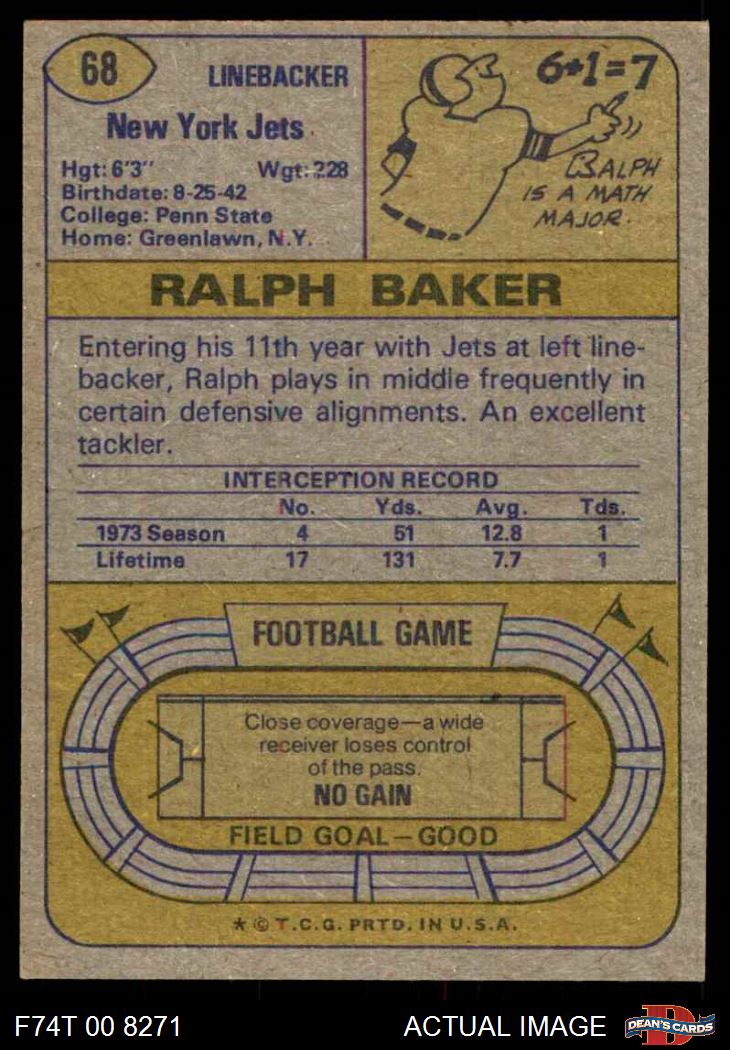 68
LINEBACKER
New York Jets
Hgt: 6'3" Wgt: 228
Birthdate: 8-25-42
College: Penn State
Home: Greenlawn, N.Y.
6+1=7
RALPH
IS A MATH
MAJOR.
RALPH BAKER
Entering his 11th year with Jets at left line-
backer, Ralph plays in middle frequently in
certain defensive alignments. An excellent
tackler.
INTERCEPTION RECORD
No. Yds. Avg. Tds.
1973 Season 4 51 12.8 1
Lifetime 17 131 7.7 1
FOOTBALL GAME
Close coverage—a wide
receiver loses control
of the pass.
NO GAIN
FIELD GOAL—GOOD
* © T.C.G. PRTD. IN U.S.A.
F74T 00 8271 ACTUAL IMAGE
D
DEAN'S CARDS